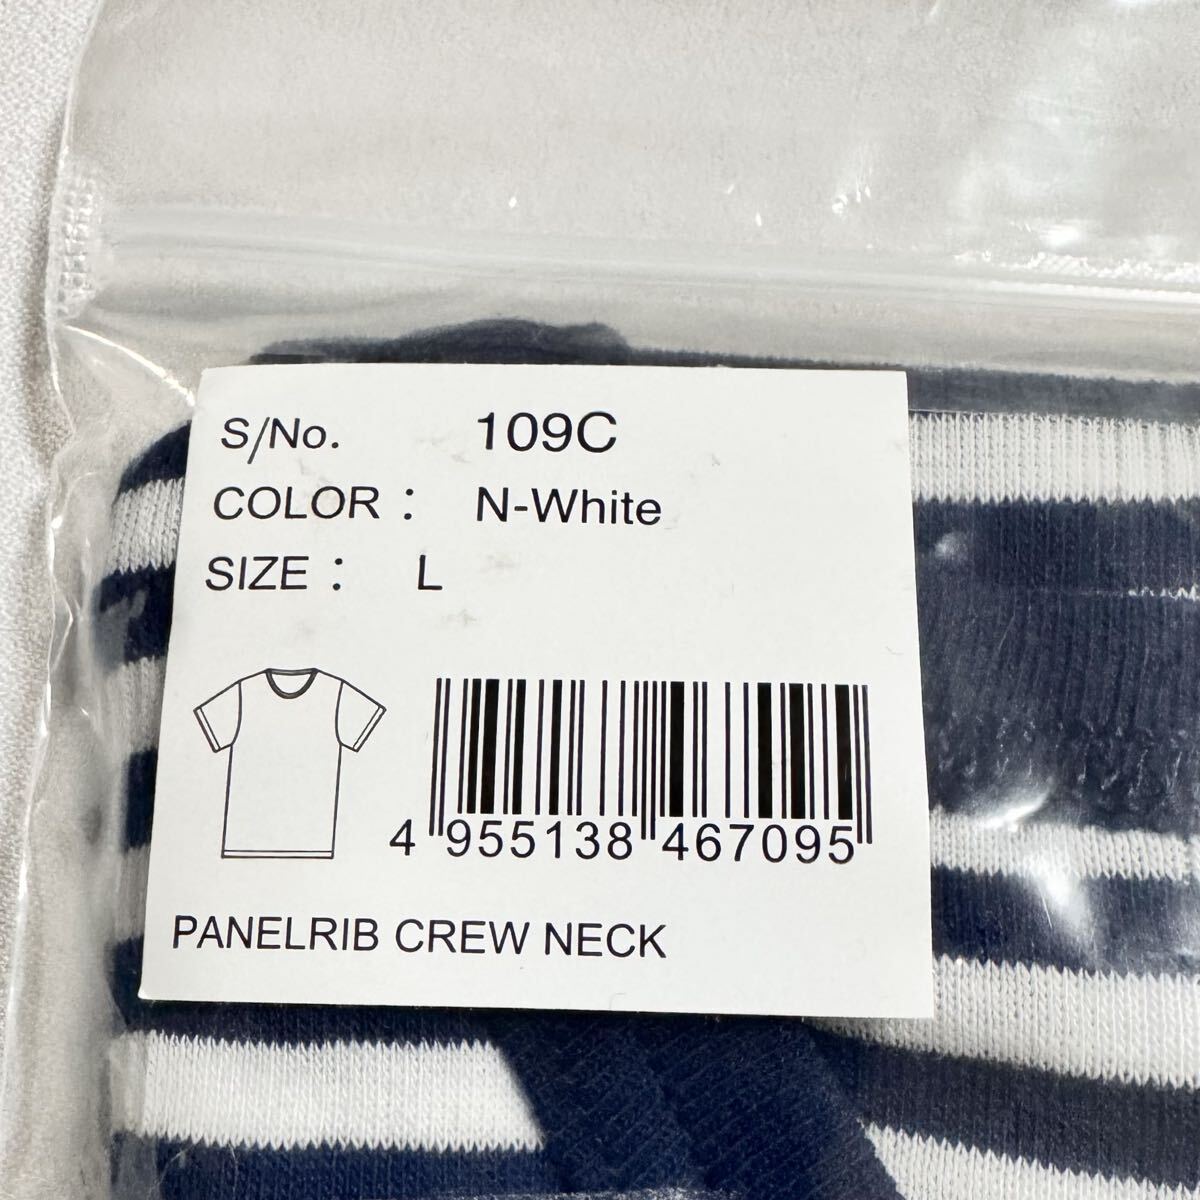 S/No. 109C
COLOR : N-White
SIZE : L
4 955138 467095
PANELRIB CREW NECK